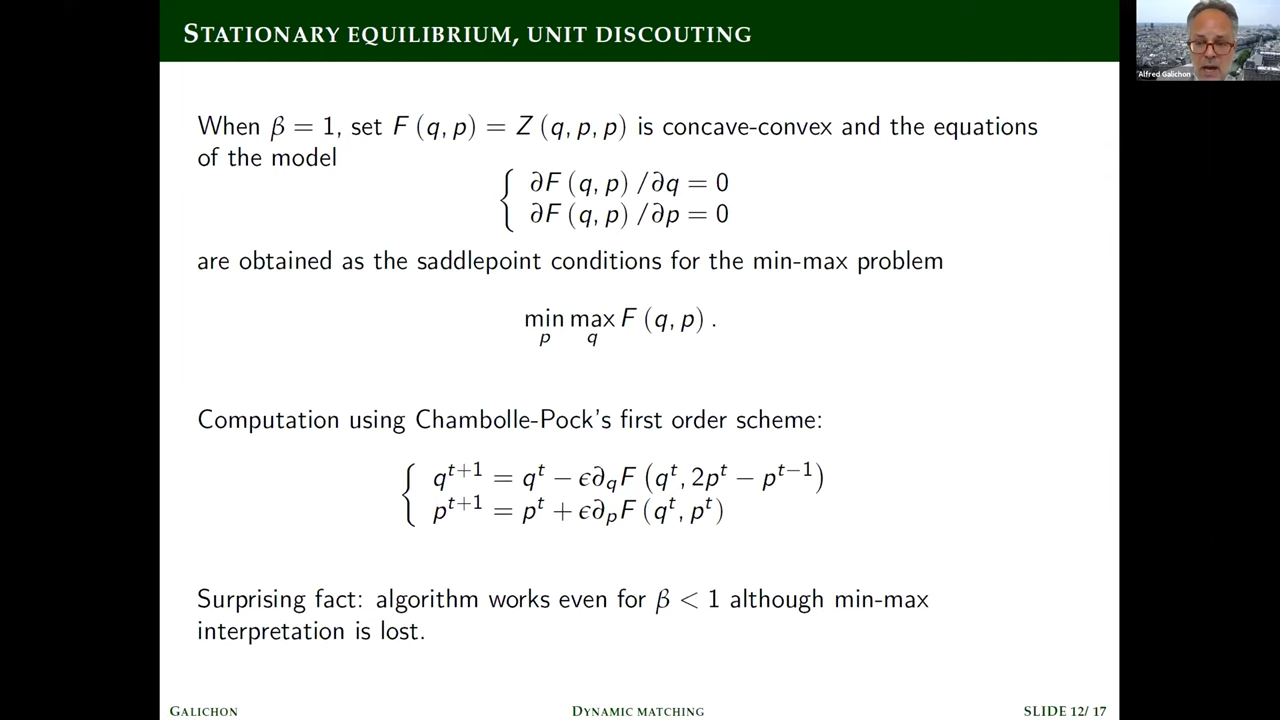 STATIONARY EQUILIBRIUM, UNIT DISCOUTING
Alfred Galichon
When β = 1, set F (q, p) = Z (q, p, p) is concave-convex and the equations
of the model
∂F (q, p) /∂q = 0
∂F (q, p) /∂p = 0
are obtained as the saddlepoint conditions for the min-max problem
min max F (q, p) .
p q
Computation using Chambolle-Pock's first order scheme:
q^{t+1} = q^t − ϵ∂_qF (q^t, 2p^t − p^{t−1})
p^{t+1} = p^t + ϵ∂_pF (q^t, p^t)
Surprising fact: algorithm works even for β < 1 although min-max
interpretation is lost.
GALICHON
DYNAMIC MATCHING
SLIDE 12/ 17